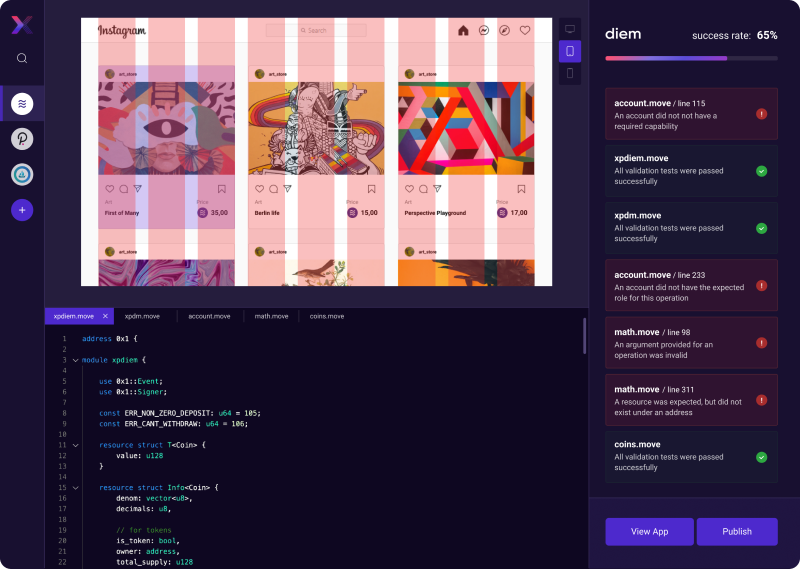 Instagram
Search
art_store
art_store
art_store
Art
Price
First of Many
35,00
Art
Price
Berlin life
15,00
Art
Price
Perspective Playground
17,00
art_store
art_store
art_store
xpdiem.move
xpdm.move
account.move
math.move
coins.move
1 address 0x1 {
2
3 module xpdiem {
4
5 use 0x1::Event;
6 use 0x1::Signer;
7
8 const ERR_NON_ZERO_DEPOSIT: u64 = 105;
9 const ERR_CANT_WITHDRAW: u64 = 106;
10
11 resource struct T<Coin> {
12 value: u128
13 }
14
15 resource struct Info<Coin> {
16 denom: vector<u8>,
17 decimals: u8,
18
19 // for tokens
20 is_token: bool,
21 owner: address,
22 total_supply: u128
diem
success rate: 65%
account.move / line 115
An account did not not have a
required capability
xpdiem.move
All validation tests were passed
successfully
xpdm.move
All validation tests were passed
successfully
account.move / line 233
An account did not have the expected
role for this operation
math.move / line 98
An argument provided for an
operation was invalid
math.move / line 311
A resource was expected, but did not
exist under an address
coins.move
All validation tests were passed
successfully
View App
Publish